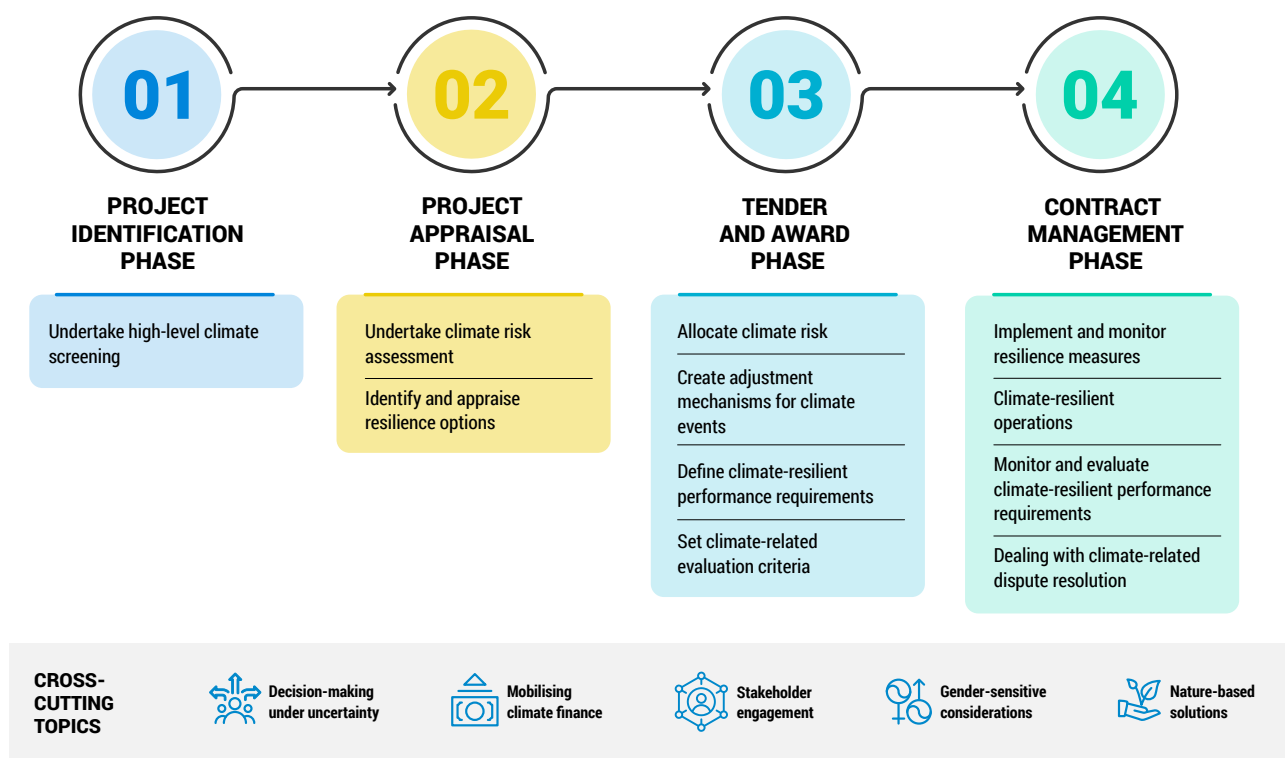 01
02
03
04
PROJECT
IDENTIFICATION
PHASE
PROJECT
APPRAISAL
PHASE
TENDER
AND AWARD
PHASE
CONTRACT
MANAGEMENT
PHASE
Undertake high-level climate
screening
Undertake climate risk
assessment
Identify and appraise
resilience options
Allocate climate risk
Create adjustment
mechanisms for climate
events
Define climate-resilient
performance requirements
Set climate-related
evaluation criteria
Implement and monitor
resilience measures
Climate-resilient
operations
Monitor and evaluate
climate-resilient performance
requirements
Dealing with climate-related
dispute resolution
CROSS-
CUTTING
TOPICS
Decision-making
under uncertainty
Mobilising
climate finance
Stakeholder
engagement
Gender-sensitive
considerations
Nature-based
solutions